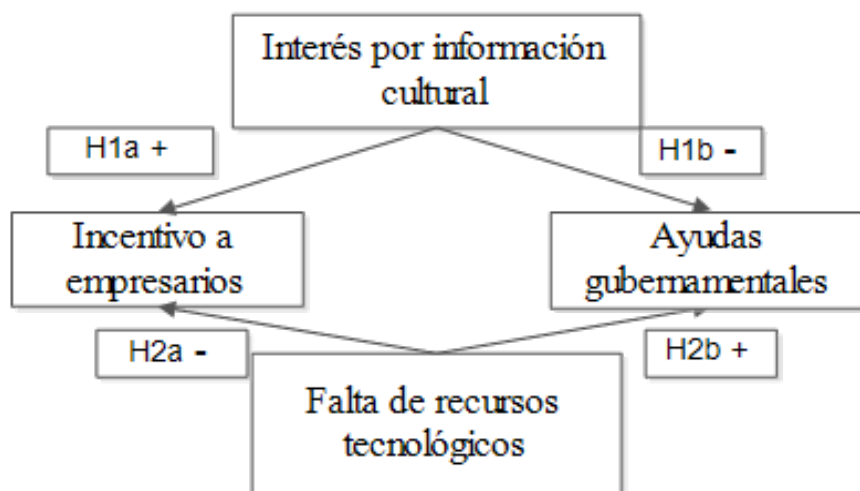 Interés por información
cultural
H1a +
H1b -
Incentivo a
empresarios
Ayudas
gubernamentales
H2a -
H2b +
Falta de recursos
tecnológicos